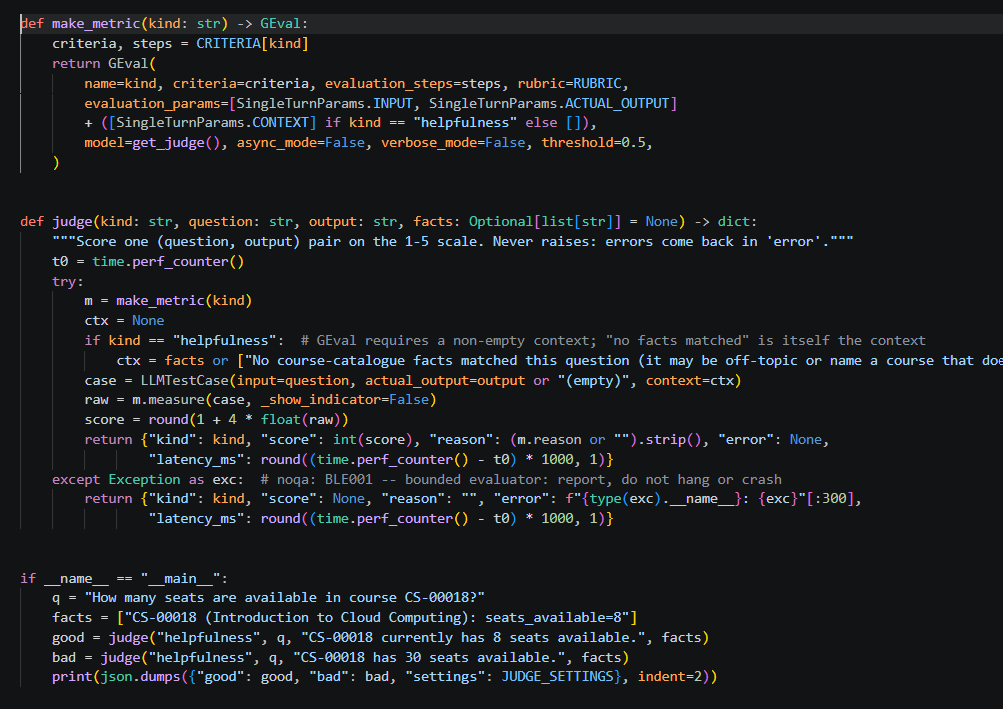 def make_metric(kind: str) -> GEval:
    criteria, steps = CRITERIA[kind]
    return GEval(
        name=kind, criteria=criteria, evaluation_steps=steps, rubric=RUBRIC,
        evaluation_params=[SingleTurnParams.INPUT, SingleTurnParams.ACTUAL_OUTPUT]
        + ([SingleTurnParams.CONTEXT] if kind == "helpfulness" else []),
        model=get_judge(), async_mode=False, verbose_mode=False, threshold=0.5,
    )
def judge(kind: str, question: str, output: str, facts: Optional[list[str]] = None) -> dict:
    """Score one (question, output) pair on the 1-5 scale. Never raises: errors come back in 'error'."""
    t0 = time.perf_counter()
    try:
        m = make_metric(kind)
        ctx = None
        if kind == "helpfulness":  # GEval requires a non-empty context; "no facts matched" is itself the context
            ctx = facts or ["No course-catalogue facts matched this question (it may be off-topic or name a course that
        case = LLMTestCase(input=question, actual_output=output or "(empty)", context=ctx)
        raw = m.measure(case, _show_indicator=False)
        score = round(1 + 4 * float(raw))
        return {"kind": kind, "score": int(score), "reason": (m.reason or "").strip(), "error": None,
                "latency_ms": round((time.perf_counter() - t0) * 1000, 1)}
    except Exception as exc:  # noqa: BLE001 -- bounded evaluator: report, do not hang or crash
        return {"kind": kind, "score": None, "reason": "", "error": f"{type(exc).__name__}: {exc}"[:300],
                "latency_ms": round((time.perf_counter() - t0) * 1000, 1)}
if __name__ == "__main__":
    q = "How many seats are available in course CS-00018?"
    facts = ["CS-00018 (Introduction to Cloud Computing): seats_available=8"]
    good = judge("helpfulness", q, "CS-00018 currently has 8 seats available.", facts)
    bad = judge("helpfulness", q, "CS-00018 has 30 seats available.", facts)
    print(json.dumps({"good": good, "bad": bad, "settings": JUDGE_SETTINGS}, indent=2))